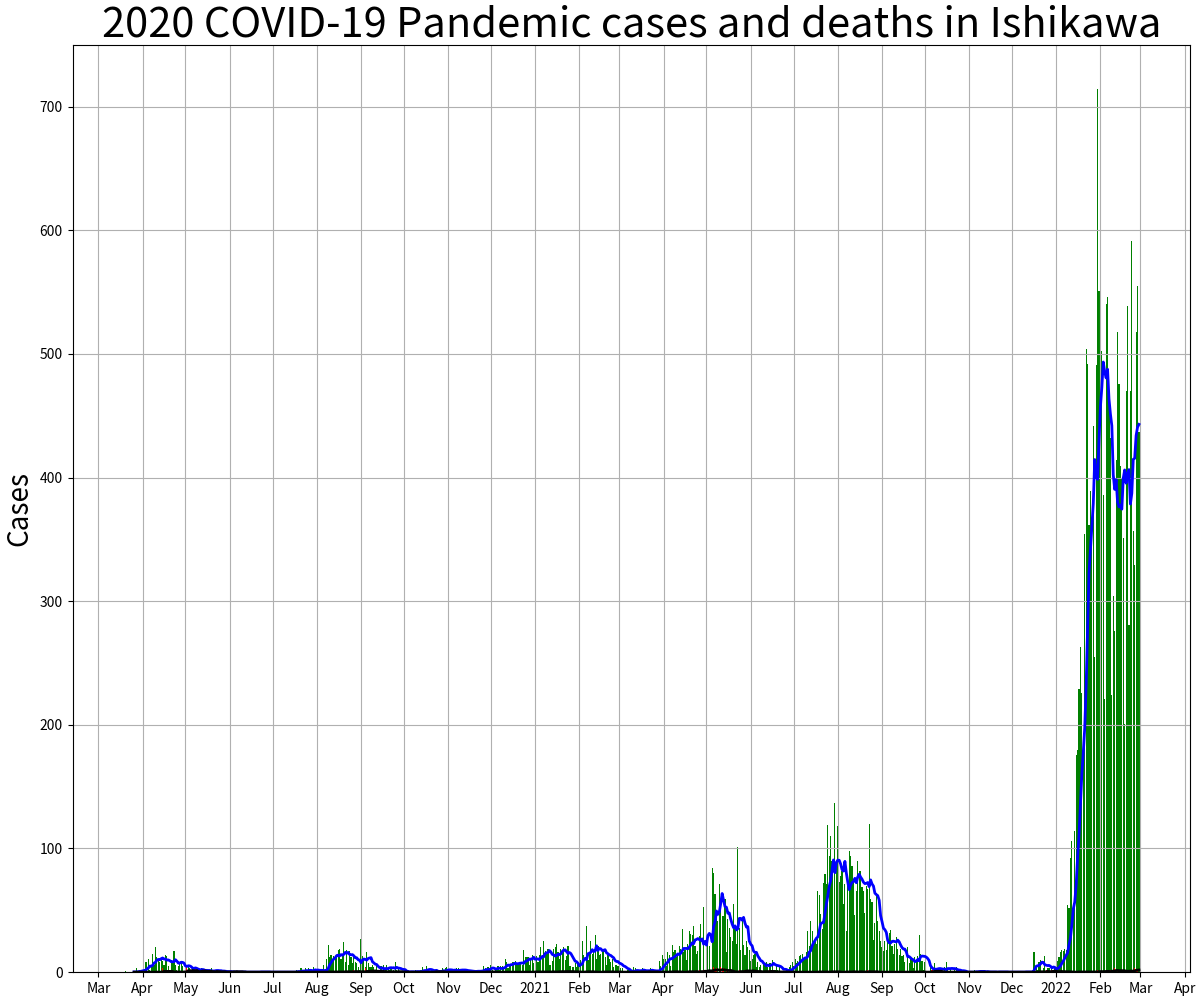 2020 COVID-19 Pandemic cases and deaths in Ishikawa
Cases
700
600
500
400
300
200
100
0
Mar Apr May Jun Jul Aug Sep Oct Nov Dec 2021 Feb Mar Apr May Jun Jul Aug Sep Oct Nov Dec 2022 Feb Mar Apr